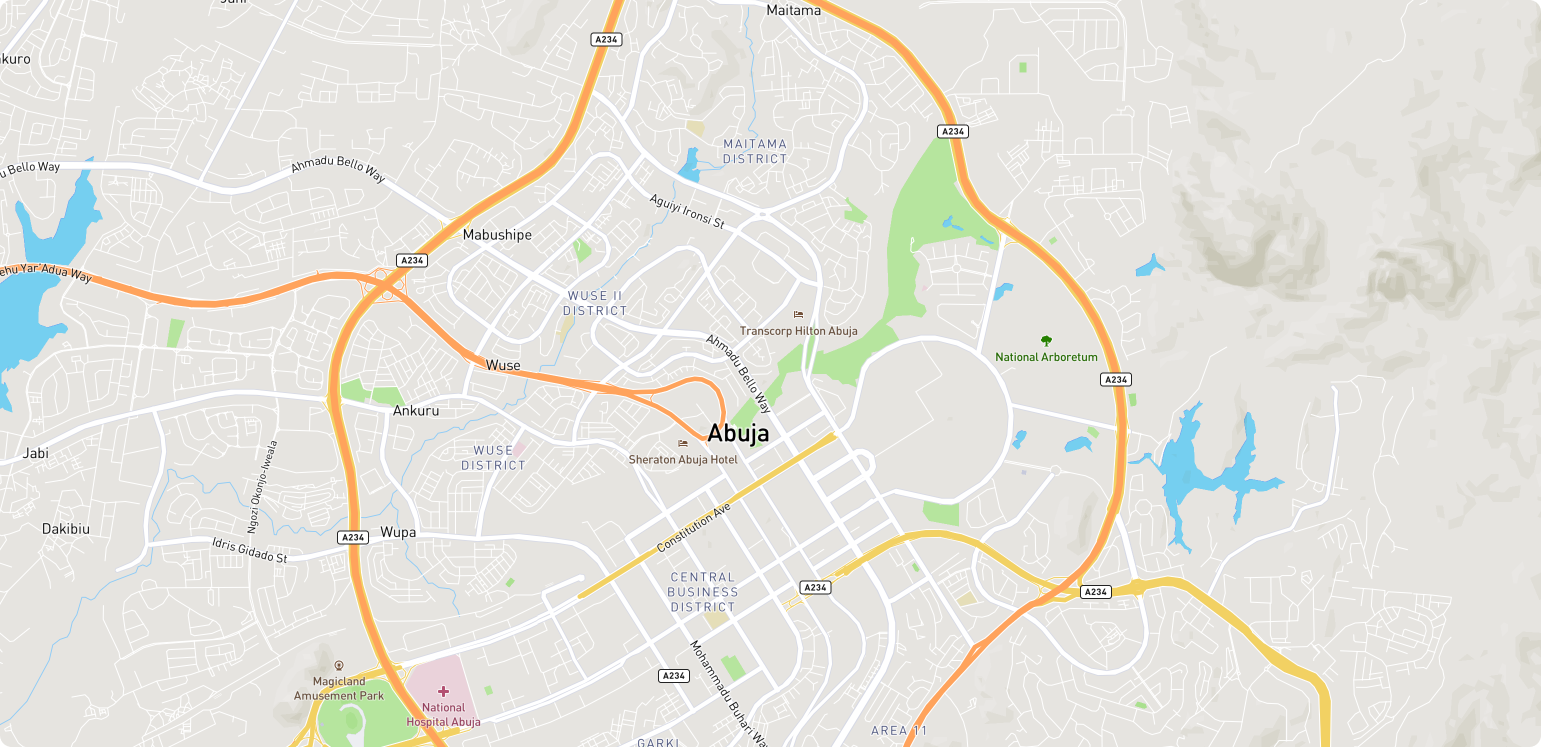 Maitama
A234
kuro
A234
MAITAMA
DISTRICT
u Bello Way
Ahmadu Bello Way
Aguiyi Ironsi St
Mabushipe
A234
ehu Yar'Adua Way
WUSE II
DISTRICT
Transcorp Hilton Abuja
National Arboretum
Ahmadu Bello Way
Wuse
A234
Ankuru
Abuja
Jabi
WUSE
DISTRICT
Sheraton Abuja Hotel
Ngozi Okonjo-Iweala
Constitution Ave
Dakibiu
A234
Wupa
Idris Gidado St
CENTRAL
BUSINESS
DISTRICT
A234
A234
Mohammadu Buhari Way
A234
Magicland
Amusement Park
National
Hospital Abuja
AREA 11
GARKI